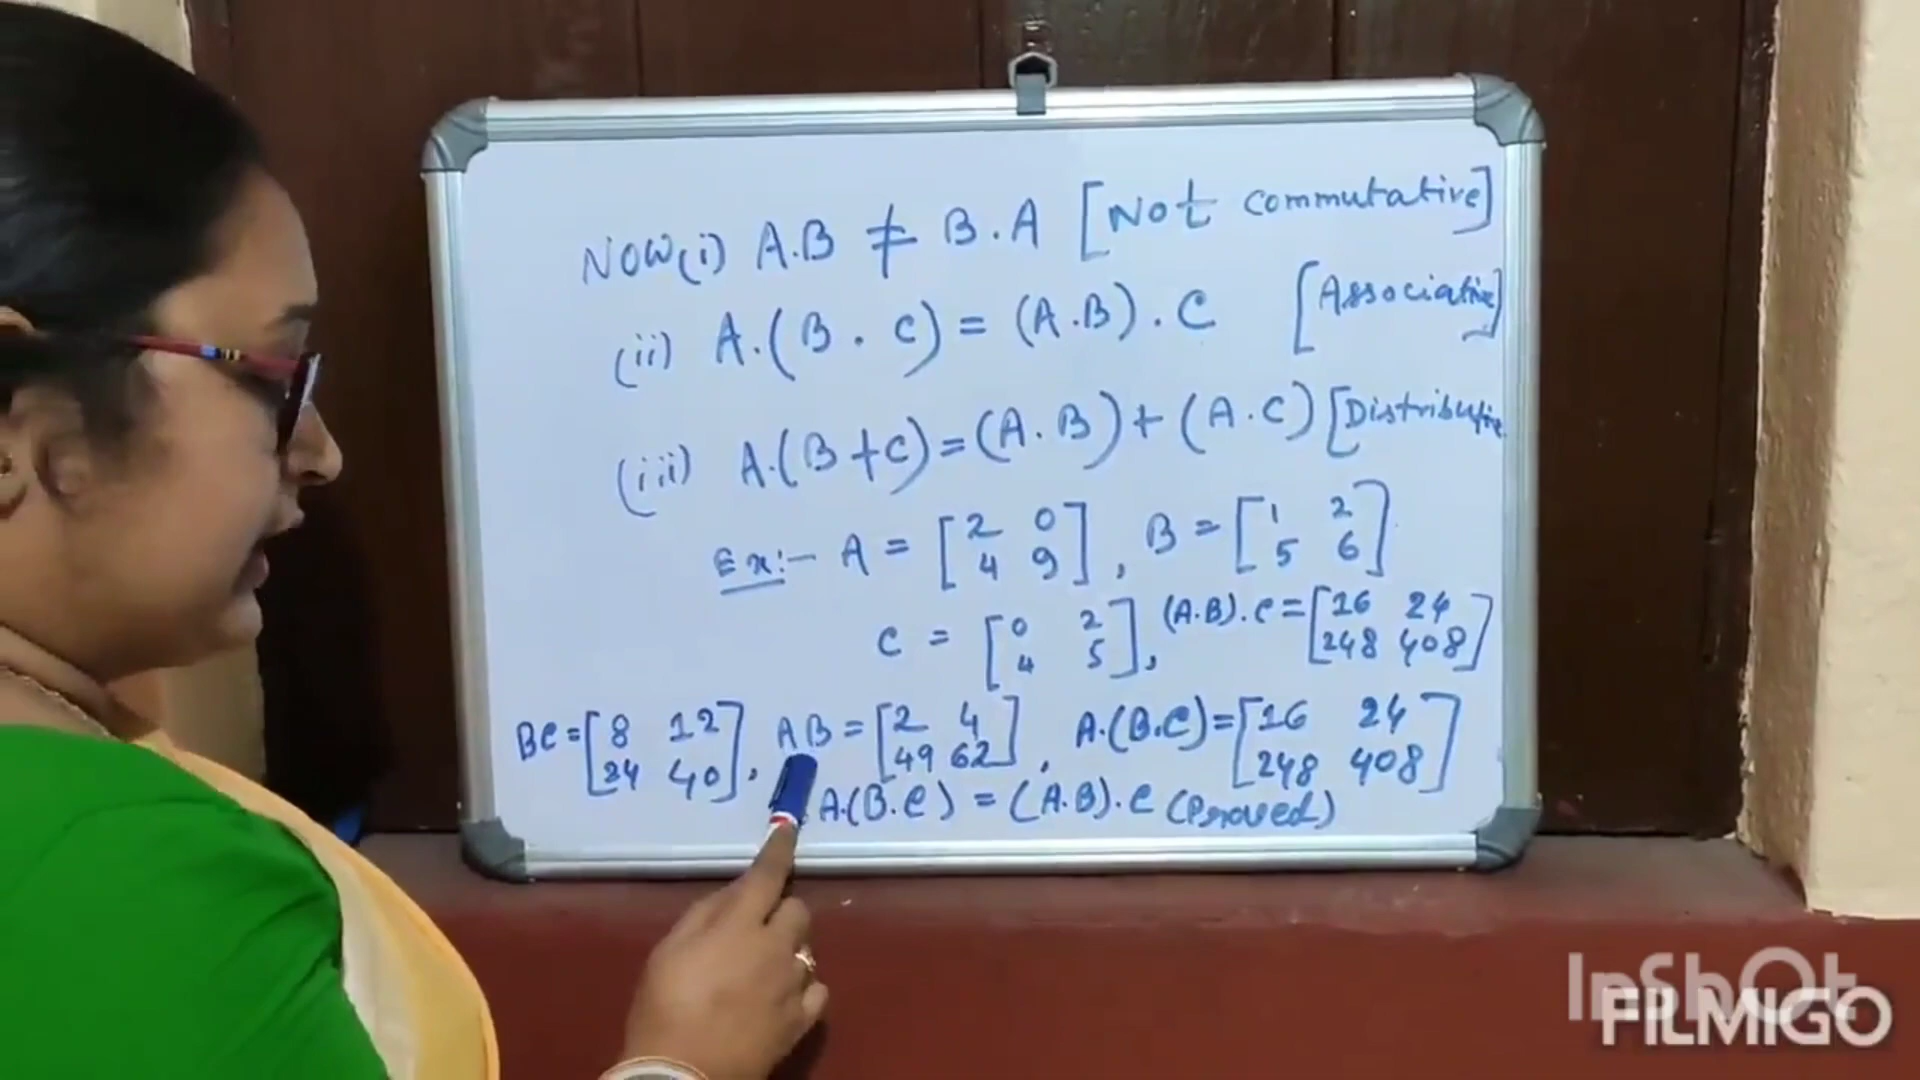 NOW (i) A.B ≠ B.A [Not commutative]
(ii) A.(B.C) = (A.B).C [Associative]
(iii) A.(B+C) = (A.B) + (A.C) [Distributive
Ex:- A = [2 0
4 9], B = [1 2
5 6]
C = [0 2
4 5], (A.B).C = [16 24
248 408]
BC = [8 12
24 40], AB = [2 4
49 62], A.(B.C) = [16 24
248 408]
A.(B.C) = (A.B).C (Proved)
InShot
FILMIGO